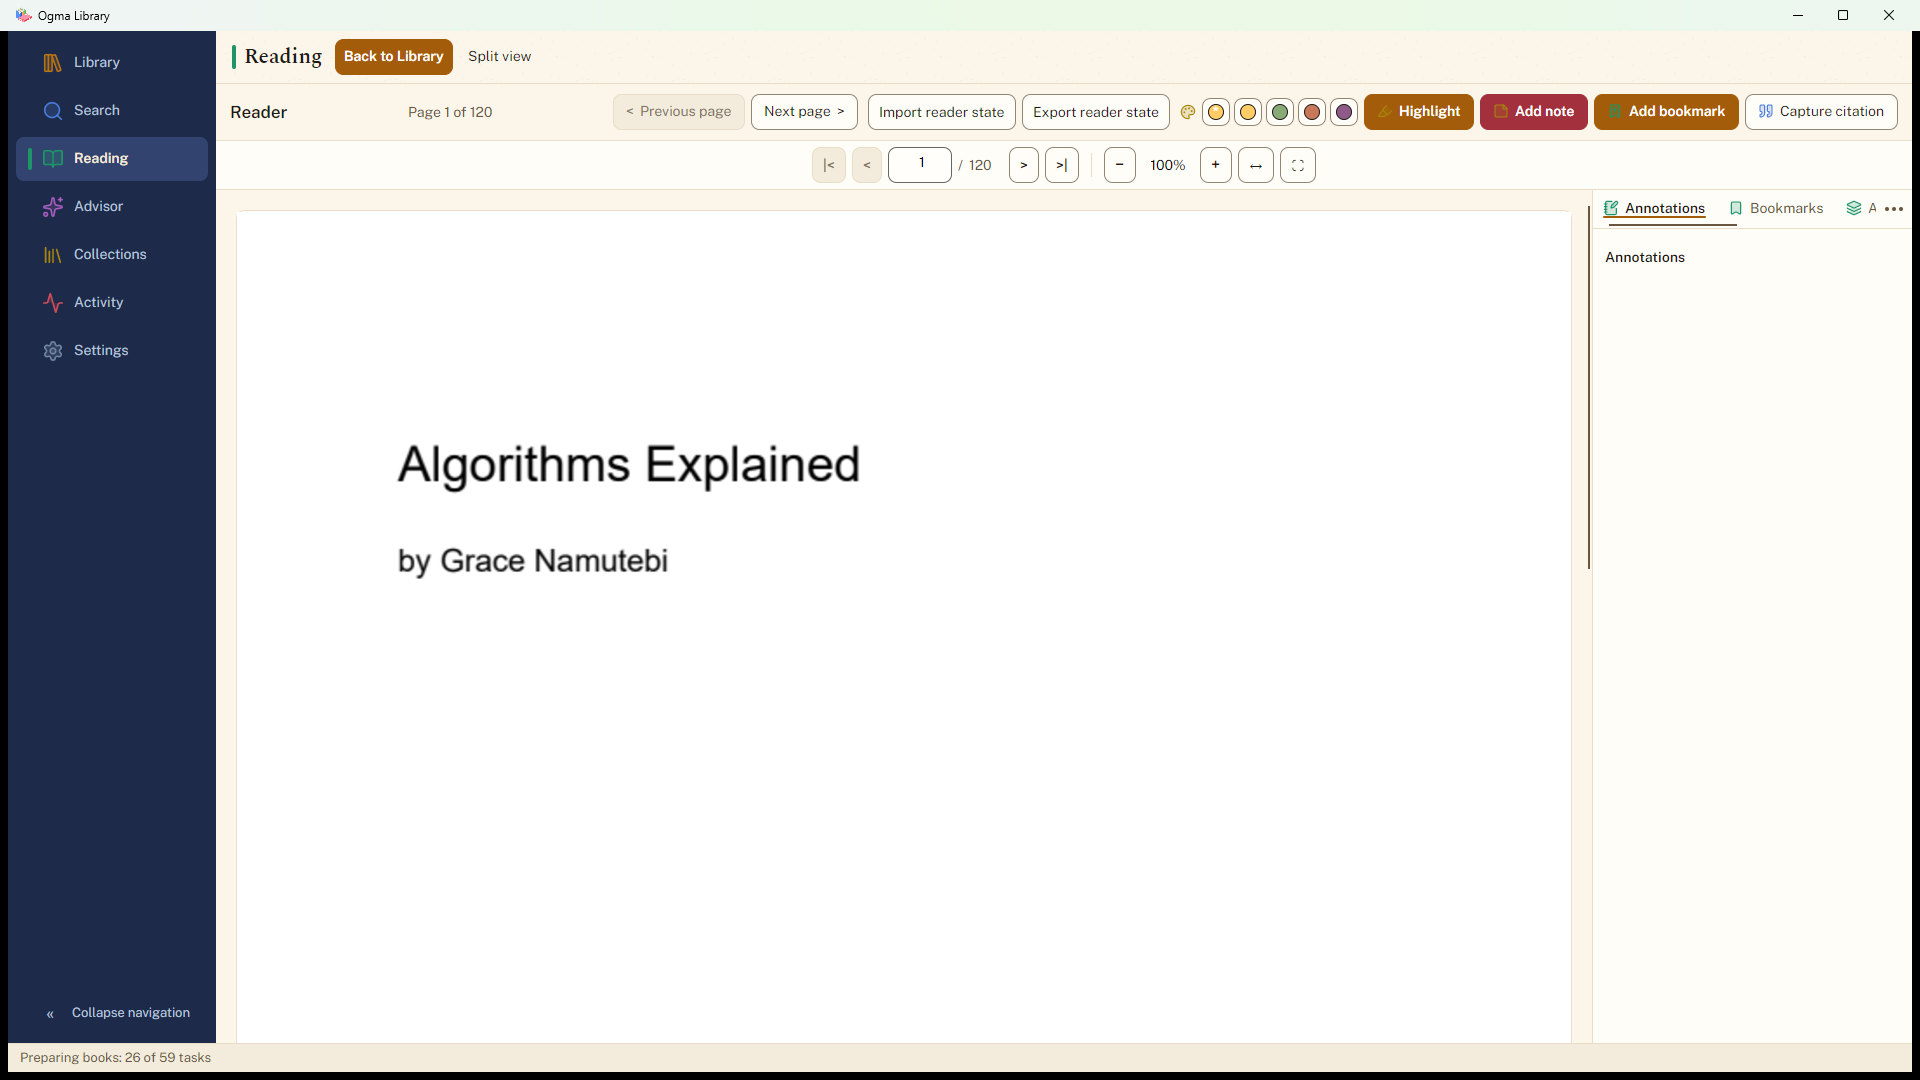 Ogma Library
Library
Search
Reading
Advisor
Collections
Activity
Settings
« Collapse navigation
Reading
Back to Library
Split view
Reader
Page 1 of 120
< Previous page
Next page >
Import reader state
Export reader state
Highlight
Add note
Add bookmark
Capture citation
|<
<
1
/ 120
>
>|
−
100%
+
Algorithms Explained
by Grace Namutebi
Annotations
Bookmarks
A
Annotations
Preparing books: 26 of 59 tasks